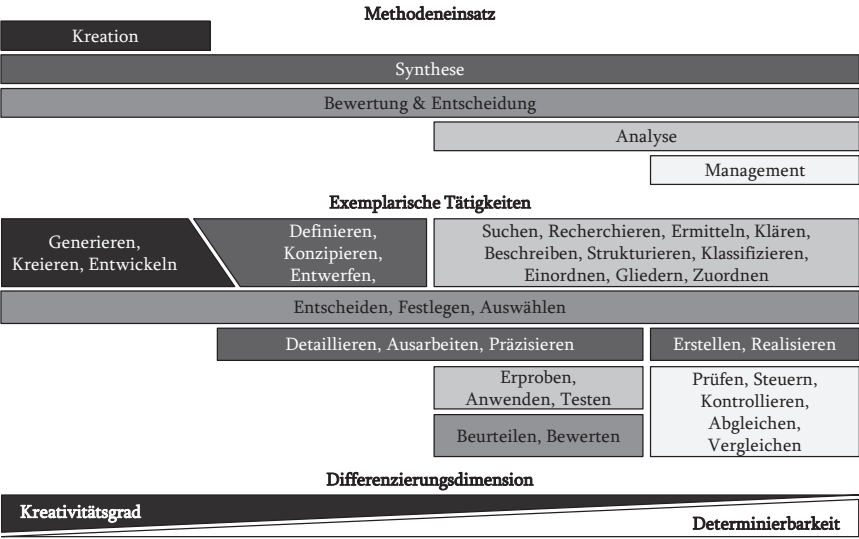 Methodeneinsatz
Kreation
Synthese
Bewertung & Entscheidung
Analyse
Management
Exemplarische Tätigkeiten
Generieren,
Kreieren, Entwickeln
Definieren,
Konzipieren,
Entwerfen,
Suchen, Recherchieren, Ermitteln, Klären,
Beschreiben, Strukturieren, Klassifizieren,
Einordnen, Gliedern, Zuordnen
Entscheiden, Festlegen, Auswählen
Detaillieren, Ausarbeiten, Präzisieren
Erstellen, Realisieren
Erproben,
Anwenden, Testen
Prüfen, Steuern,
Kontrollieren,
Abgleichen,
Vergleichen
Beurteilen, Bewerten
Differenzierungsdimension
Kreativitätsgrad
Determinierbarkeit